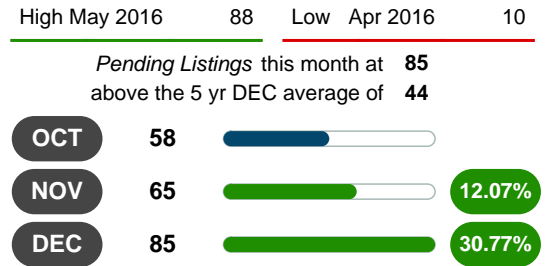 High May 2016 88 Low Apr 2016 10
Pending Listings this month at 85
above the 5 yr DEC average of 44
OCT 58
NOV 65 12.07%
DEC 85 30.77%